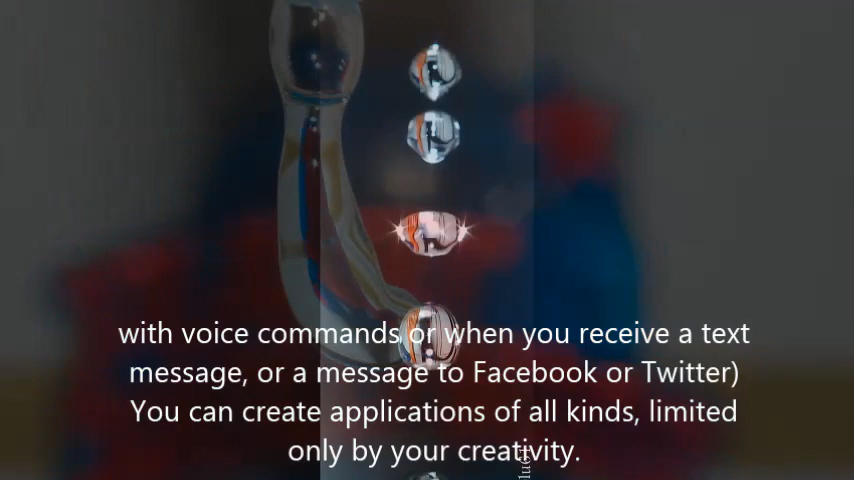 with voice commands or when you receive a text
message, or a message to Facebook or Twitter)
You can create applications of all kinds, limited
only by your creativity.